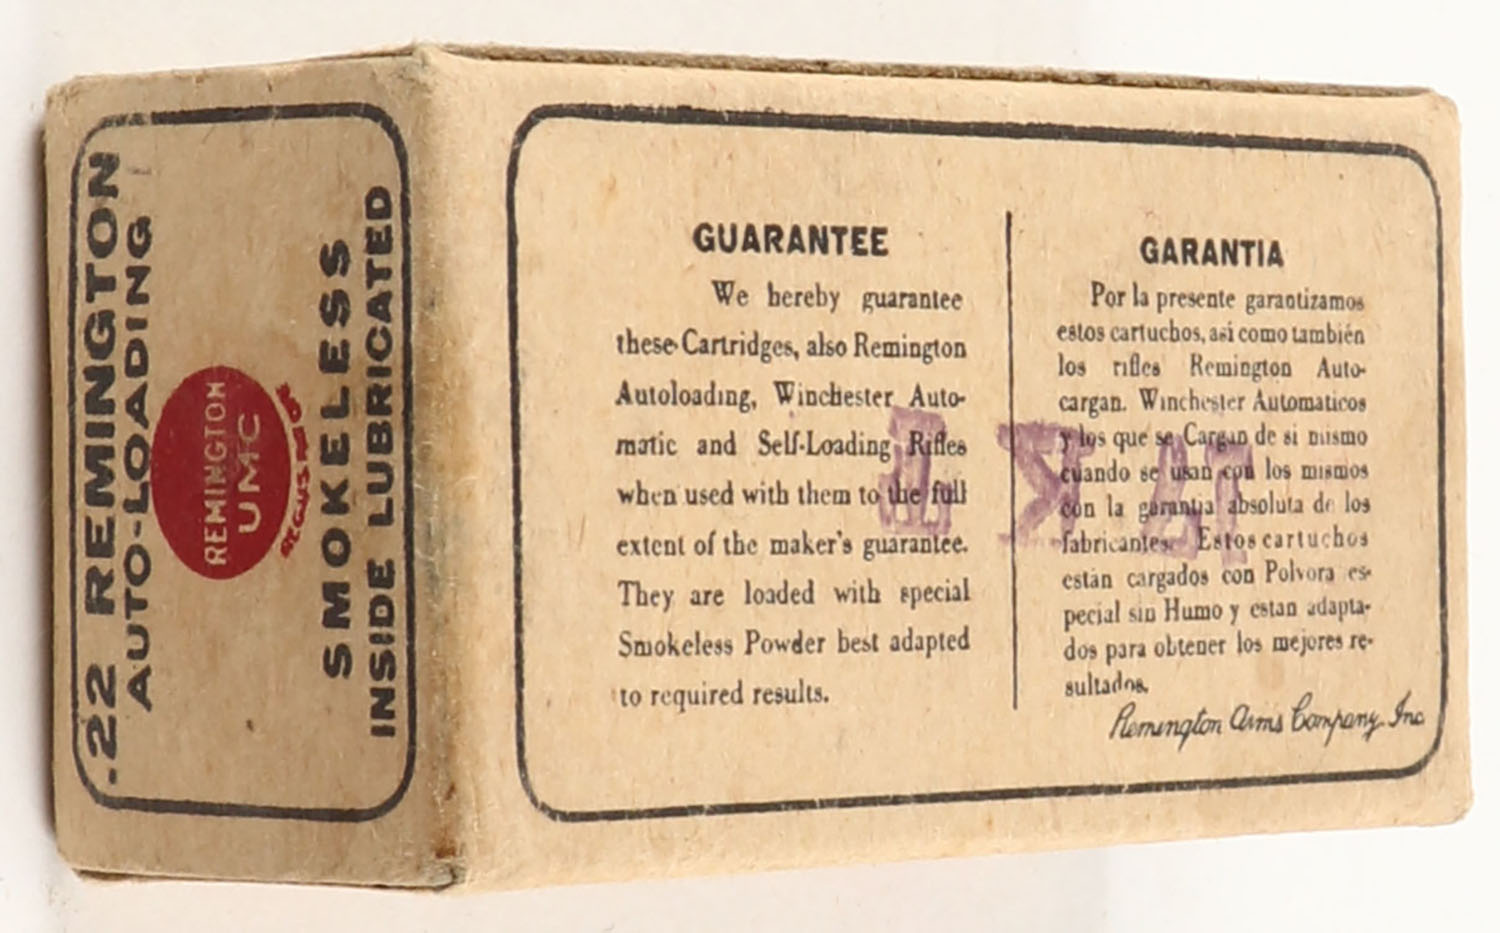 .22 REMINGTON
AUTO-LOADING
REMINGTON
UMC
SMOKELESS
INSIDE LUBRICATED
GUARANTEE
We hereby guarantee
these Cartridges, also Remington
Autoloading, Winchester Auto-
matic and Self-Loading Rifles
when used with them to the full
extent of the maker's guarantee.
They are loaded with special
Smokeless Powder best adapted
to required results.
GARANTIA
Por la presente garantizamos
estos cartuchos, asi como también
los rifles Remington Auto-
cargan. Winchester Automaticos
y los que se Cargan de si mismo
cuando se usan con los mismos
con la garantia absoluta de los
fabricantes. Estos cartuchos
están cargados con Polvora es-
pecial sin Humo y estan adapta-
dos para obtener los mejores re-
sultados.
Remington Arms Company. Inc